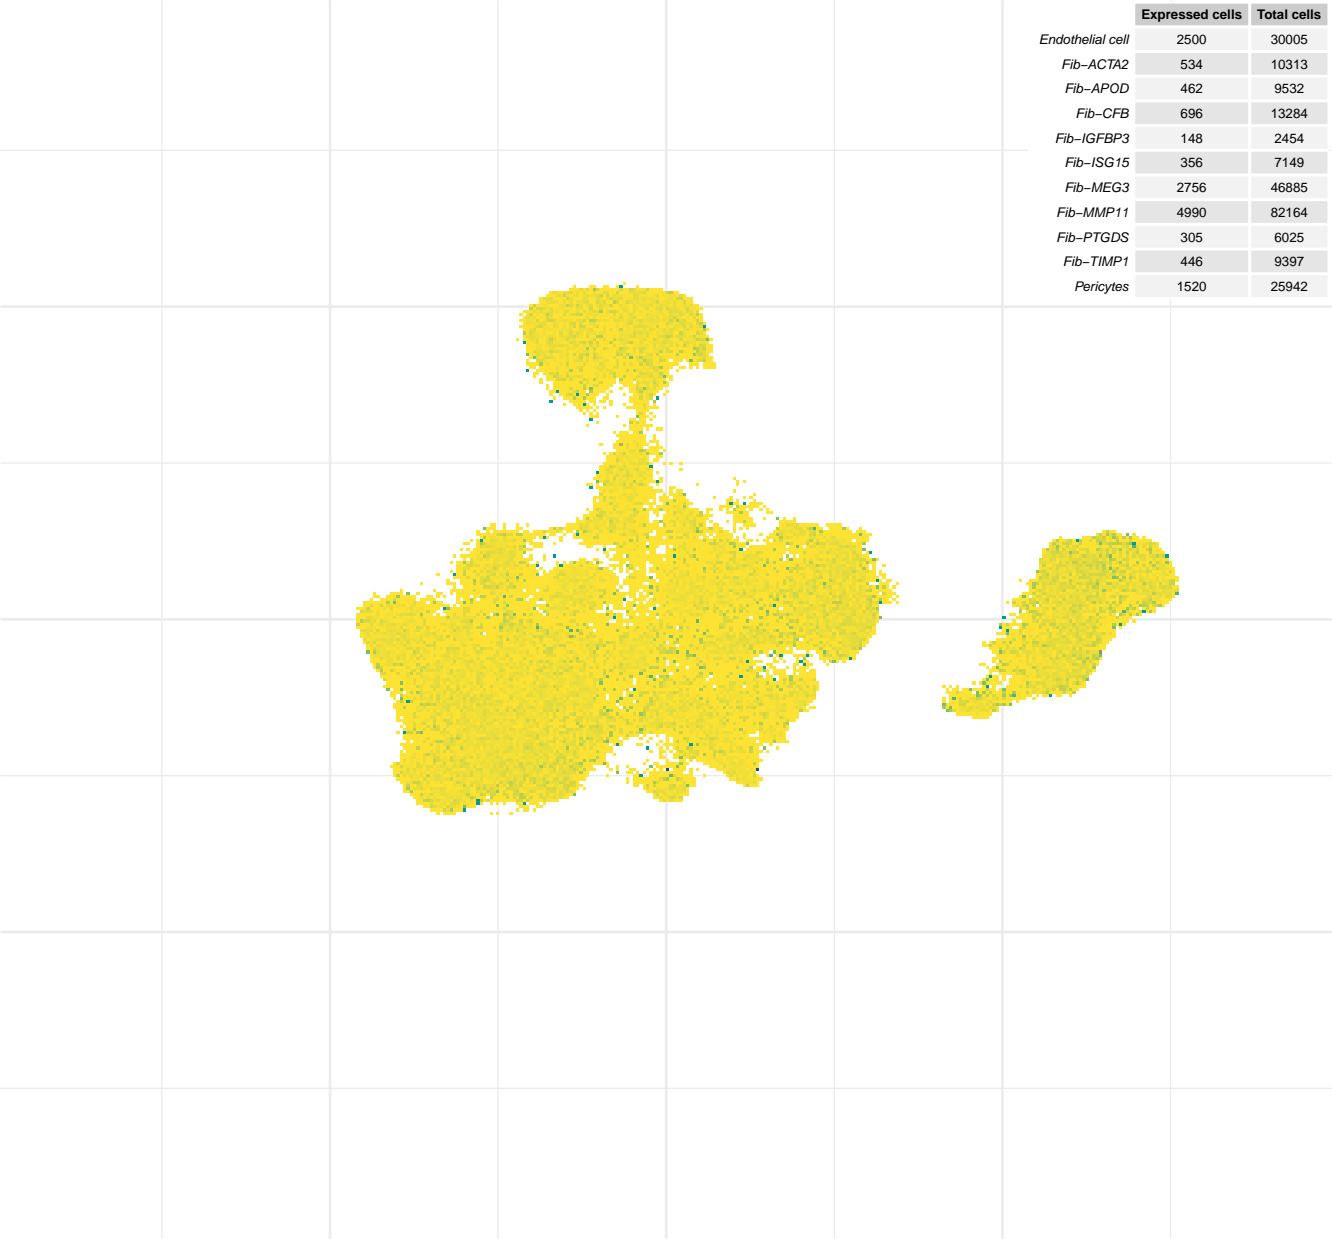 Expressed cells Total cells
Endothelial cell 2500 30005
Fib−ACTA2 534 10313
Fib−APOD 462 9532
Fib−CFB 696 13284
Fib−IGFBP3 148 2454
Fib−ISG15 356 7149
Fib−MEG3 2756 46885
Fib−MMP11 4990 82164
Fib−PTGDS 305 6025
Fib−TIMP1 446 9397
Pericytes 1520 25942